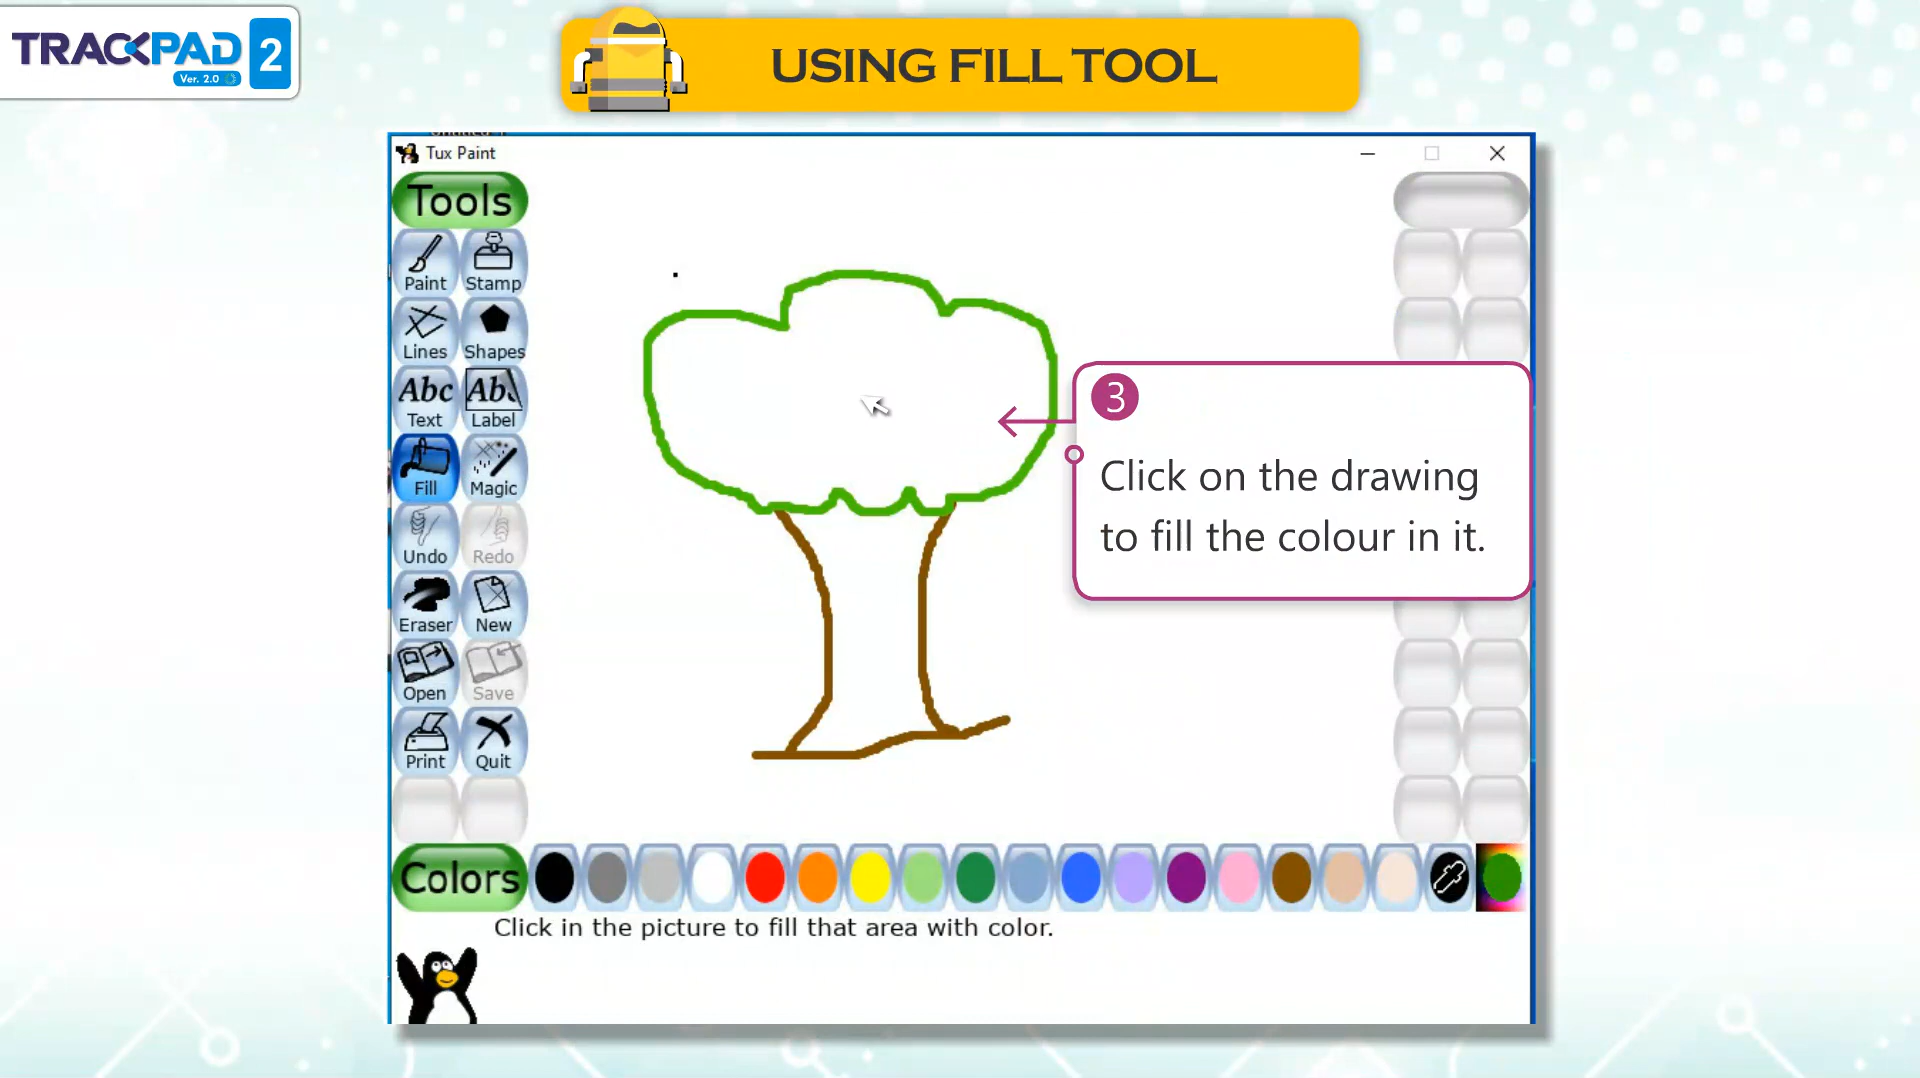 TRACKPAD 2
Ver. 2.0
USING FILL TOOL
Tux Paint
Tools
Paint Stamp
Lines Shapes
Abc Abc
Text Label
Fill Magic
Undo Redo
Eraser New
Open Save
Print Quit
3
Click on the drawing
to fill the colour in it.
Colors
Click in the picture to fill that area with color.